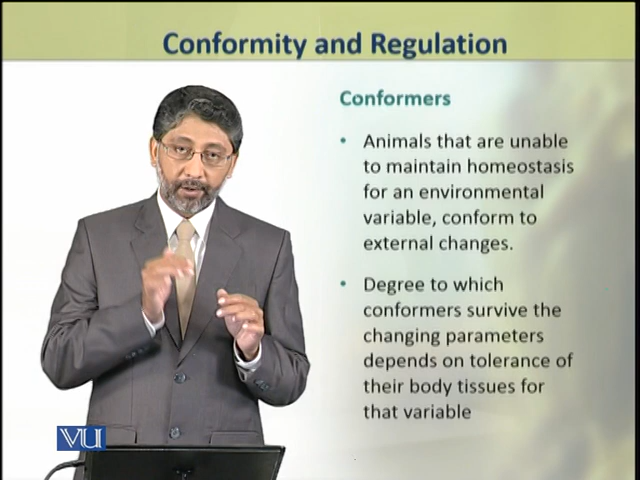 Conformity and Regulation
Conformers
• Animals that are unable
to maintain homeostasis
for an environmental
variable, conform to
external changes.
• Degree to which
conformers survive the
changing parameters
depends on tolerance of
their body tissues for
that variable
VU